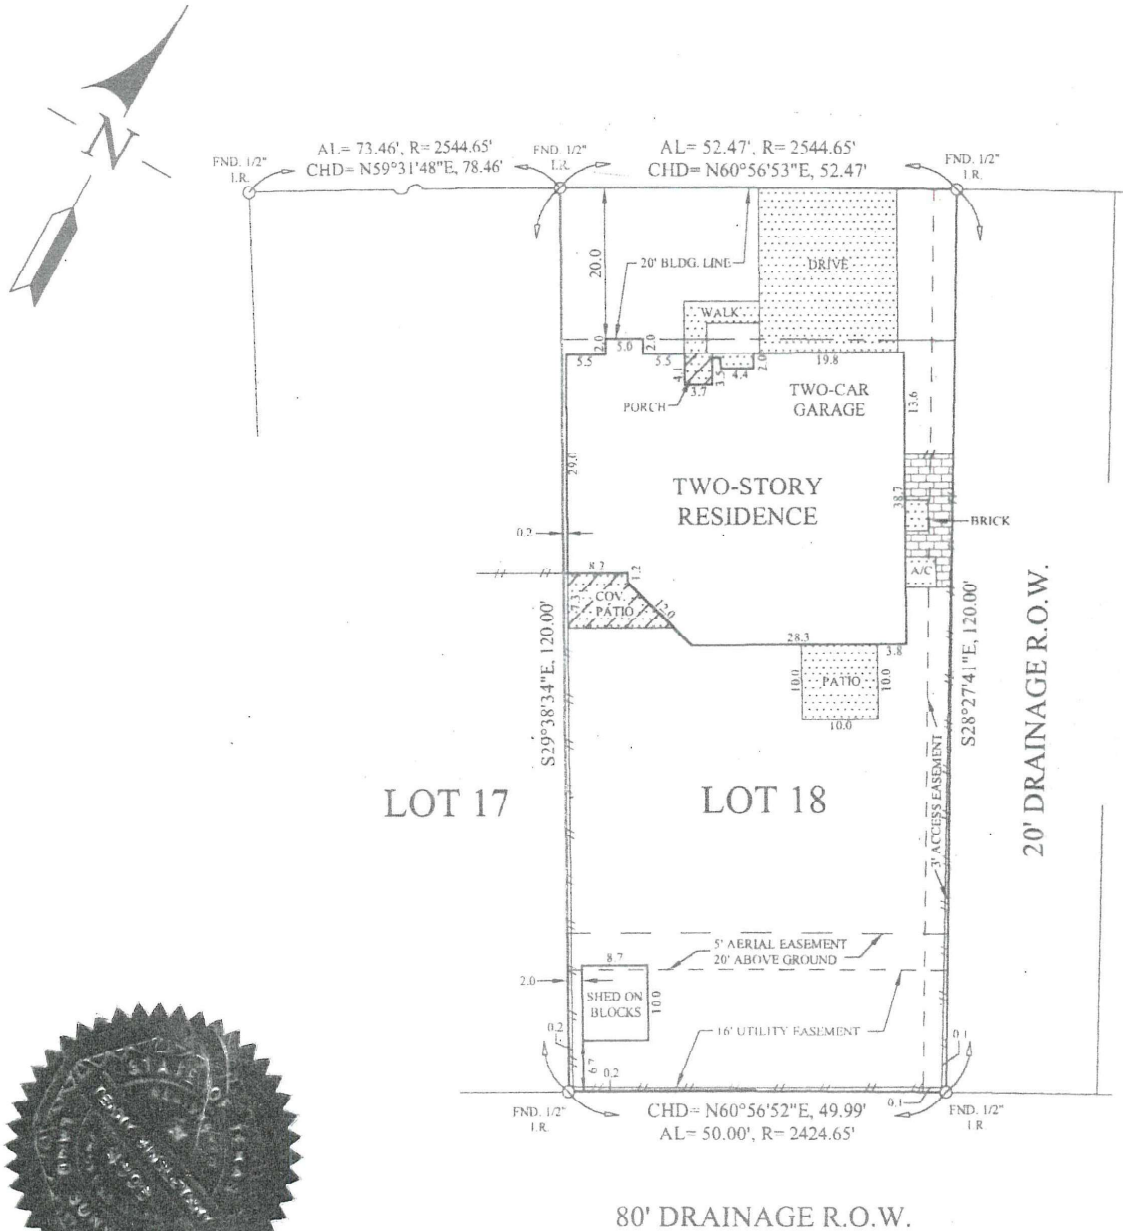 N
AL= 73.46', R= 2544.65'
CHD= N59°31'48"E, 78.46'
AL= 52.47', R= 2544.65'
CHD= N60°56'53"E, 52.47'
FND. 1/2"
I.R.
FND. 1/2"
I.R.
FND. 1/2"
I.R.
20.0
20' BLDG. LINE
DRIVE
WALK
2.0
5.0
2.0
5.5
5.5
4.1
3.7
3.5
4.4
2.0
19.8
PORCH
TWO-CAR
GARAGE
13.6
29.0
TWO-STORY
RESIDENCE
38.7
BRICK
0.2
A/C
8.3
1.2
7.3
COV.
PATIO
12.0
28.3
3.8
10.0
PATIO
10.0
10.0
S29°38'34"E, 120.00'
S28°27'41"E, 120.00'
20' DRAINAGE R.O.W.
3' ACCESS EASEMENT
LOT 17
LOT 18
5' AERIAL EASEMENT
20' ABOVE GROUND
8.7
2.0
SHED ON
BLOCKS
10.0
16' UTILITY EASEMENT
0.2
6.7
0.2
0.1
0.1
FND. 1/2"
I.R.
CHD= N60°56'52"E, 49.99'
AL= 50.00', R= 2424.65'
FND. 1/2"
I.R.
80' DRAINAGE R.O.W.
STATE OF